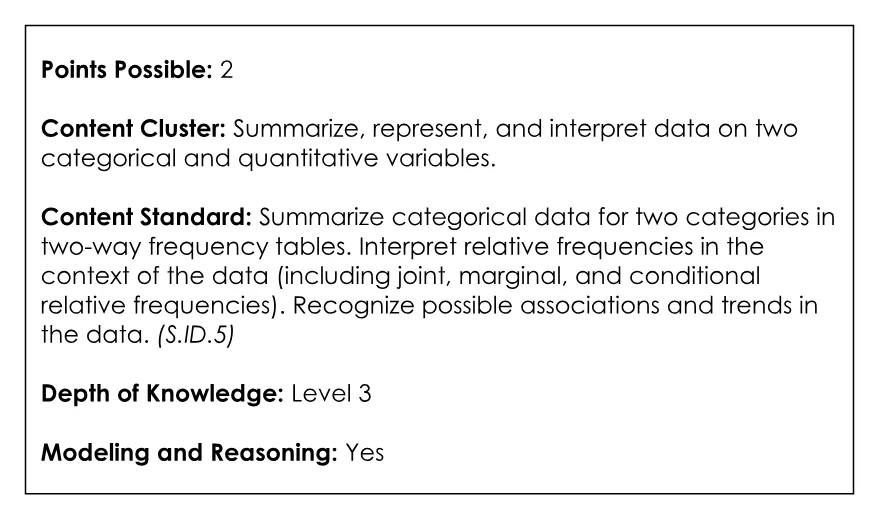 Points Possible: 2
Content Cluster: Summarize, represent, and interpret data on two
categorical and quantitative variables.
Content Standard: Summarize categorical data for two categories in
two-way frequency tables. Interpret relative frequencies in the
context of the data (including joint, marginal, and conditional
relative frequencies). Recognize possible associations and trends in
the data. (S.ID.5)
Depth of Knowledge: Level 3
Modeling and Reasoning: Yes